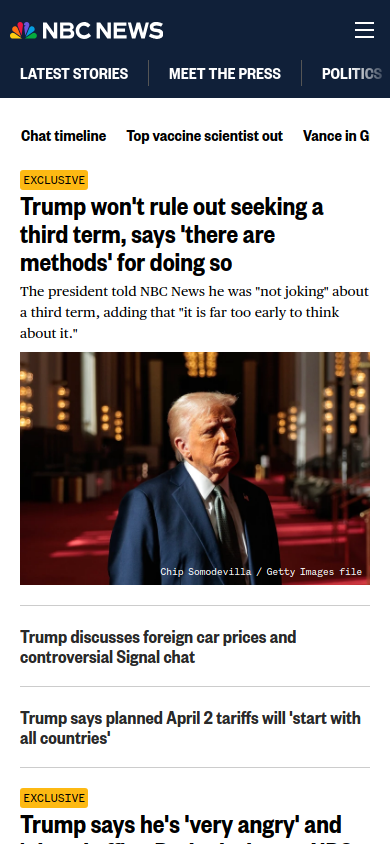 NBC NEWS
LATEST STORIES
MEET THE PRESS
POLITICS
Chat timeline
Top vaccine scientist out
Vance in G
EXCLUSIVE
Trump won't rule out seeking a
third term, says 'there are
methods' for doing so
The president told NBC News he was "not joking" about
a third term, adding that "it is far too early to think
about it."
Chip Somodevilla / Getty Images file
Trump discusses foreign car prices and
controversial Signal chat
Trump says planned April 2 tariffs will 'start with
all countries'
EXCLUSIVE
Trump says he's 'very angry' and